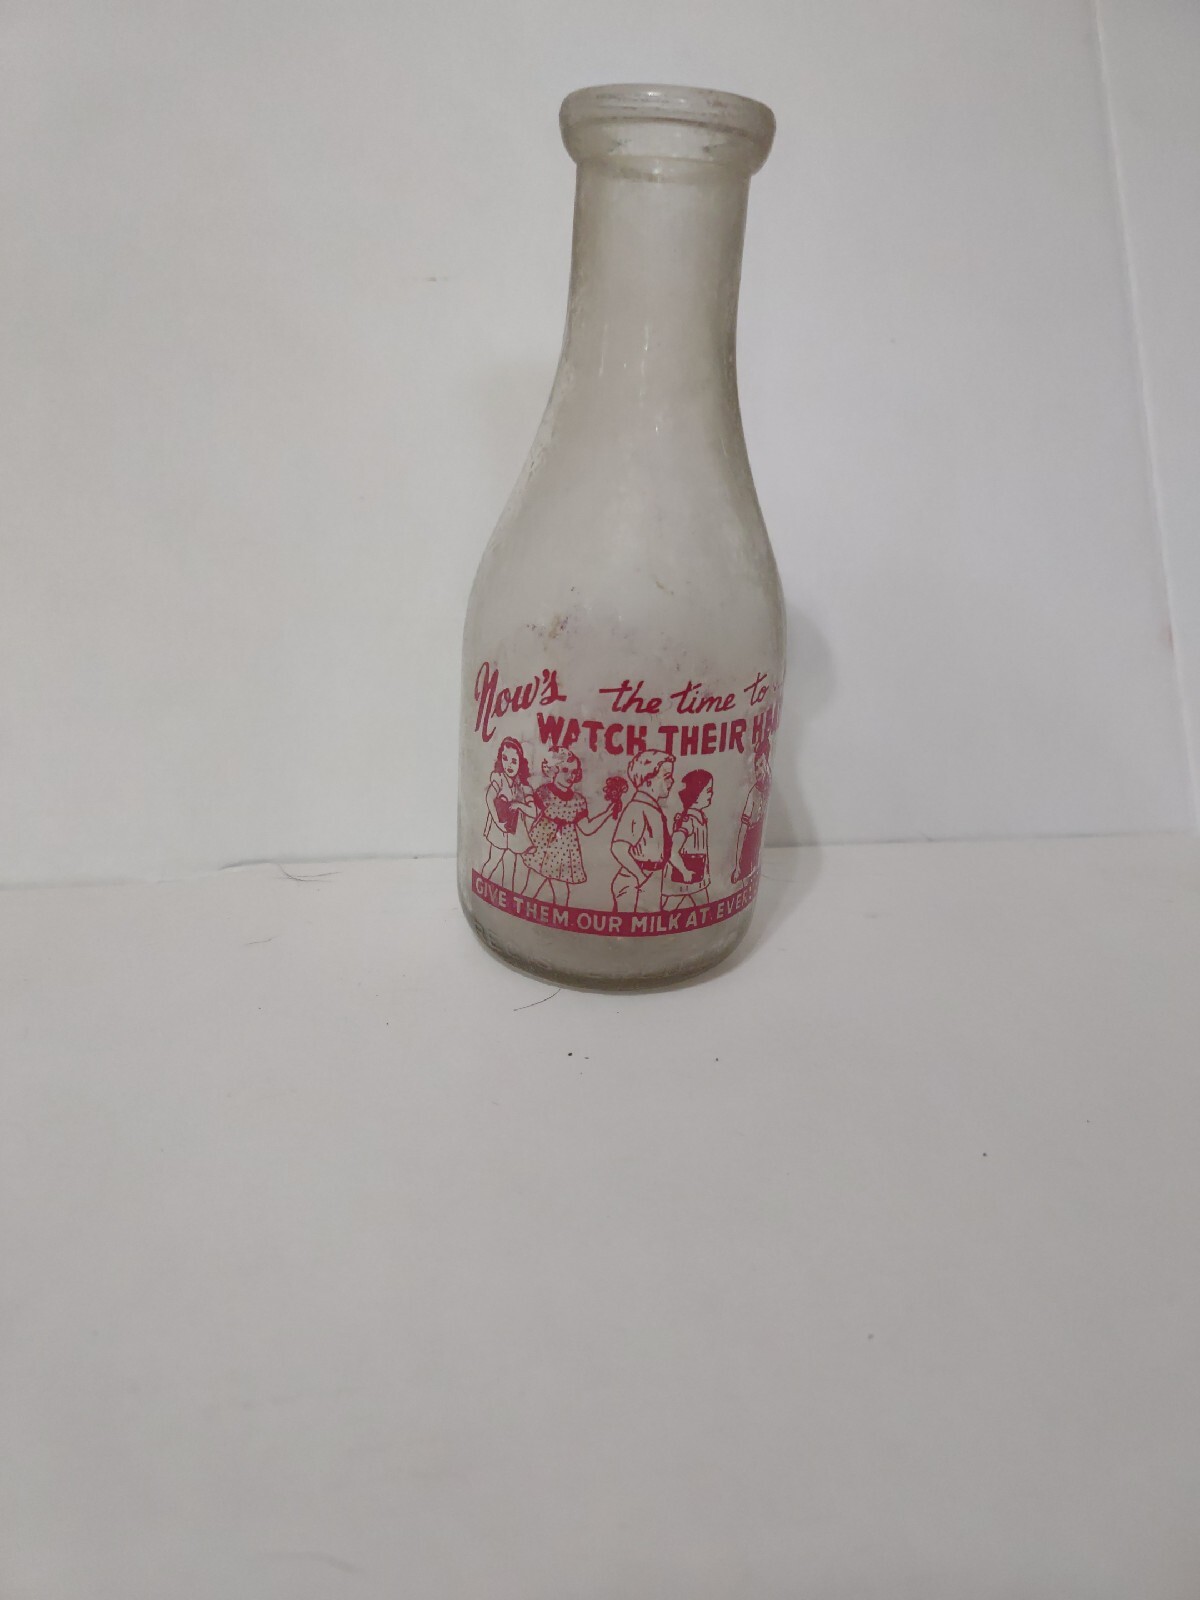 Now's the time to
WATCH THEIR
GIVE THEM OUR MILK AT